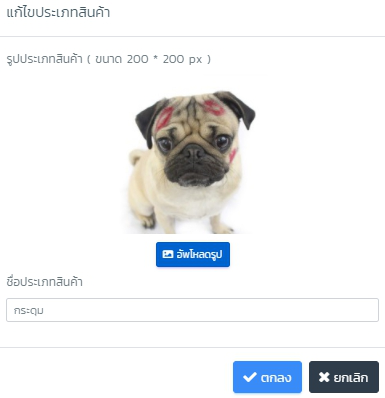 แก้ไขประเภทสินค้า
รูปประเภทสินค้า ( ขนาด 200 * 200 px )
อัพโหลดรูป
ชื่อประเภทสินค้า
กระดุม
ตกลง
ยกเลิก